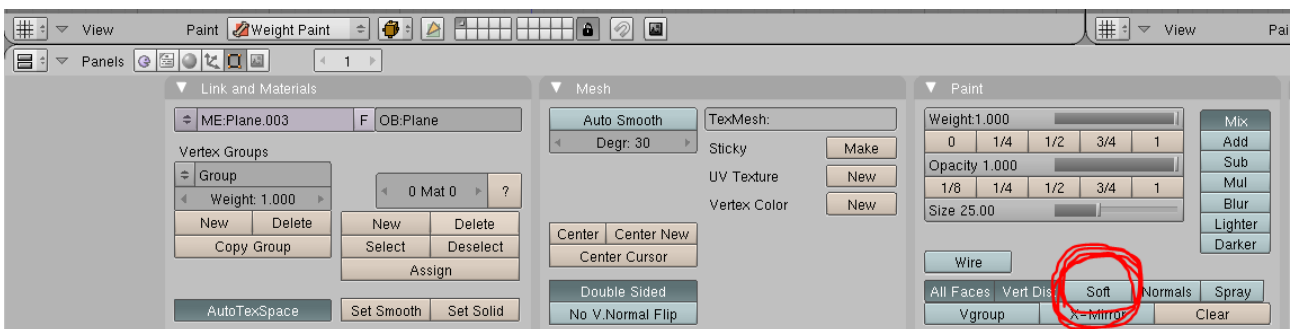 View Paint Weight Paint View Pai
Panels 1
Link and Materials
ME:Plane.003 F OB:Plane
Vertex Groups
Group
Weight: 1.000
0 Mat 0 ?
New Delete
Copy Group
New Delete
Select Deselect
Assign
AutoTexSpace
Set Smooth Set Solid
Mesh
Auto Smooth
Degr: 30
TexMesh:
Sticky Make
UV Texture New
Vertex Color New
Center Center New
Center Cursor
Double Sided
No V.Normal Flip
Paint
Weight:1.000
0 1/4 1/2 3/4 1
Opacity 1.000
1/8 1/4 1/2 3/4 1
Size 25.00
Mix
Add
Sub
Mul
Blur
Lighter
Darker
Wire
All Faces Vert Dis Soft Normals Spray
Vgroup X-Mirror Clear